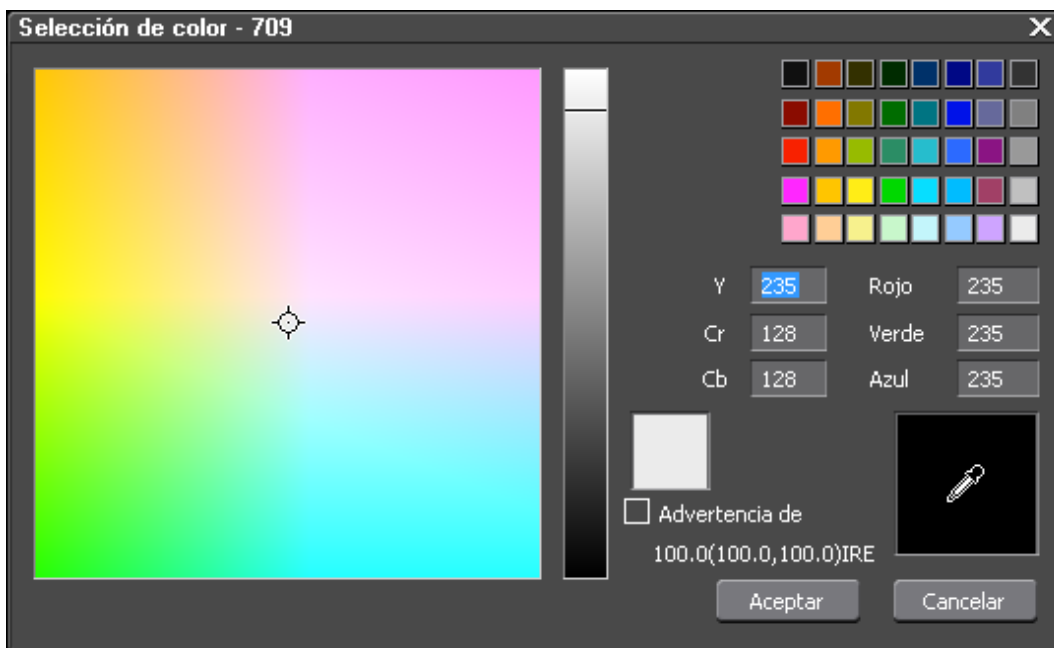 Selección de color - 709
Y 235 Rojo 235
Cr 128 Verde 235
Cb 128 Azul 235
Advertencia de
100.0(100.0,100.0)IRE
Aceptar Cancelar